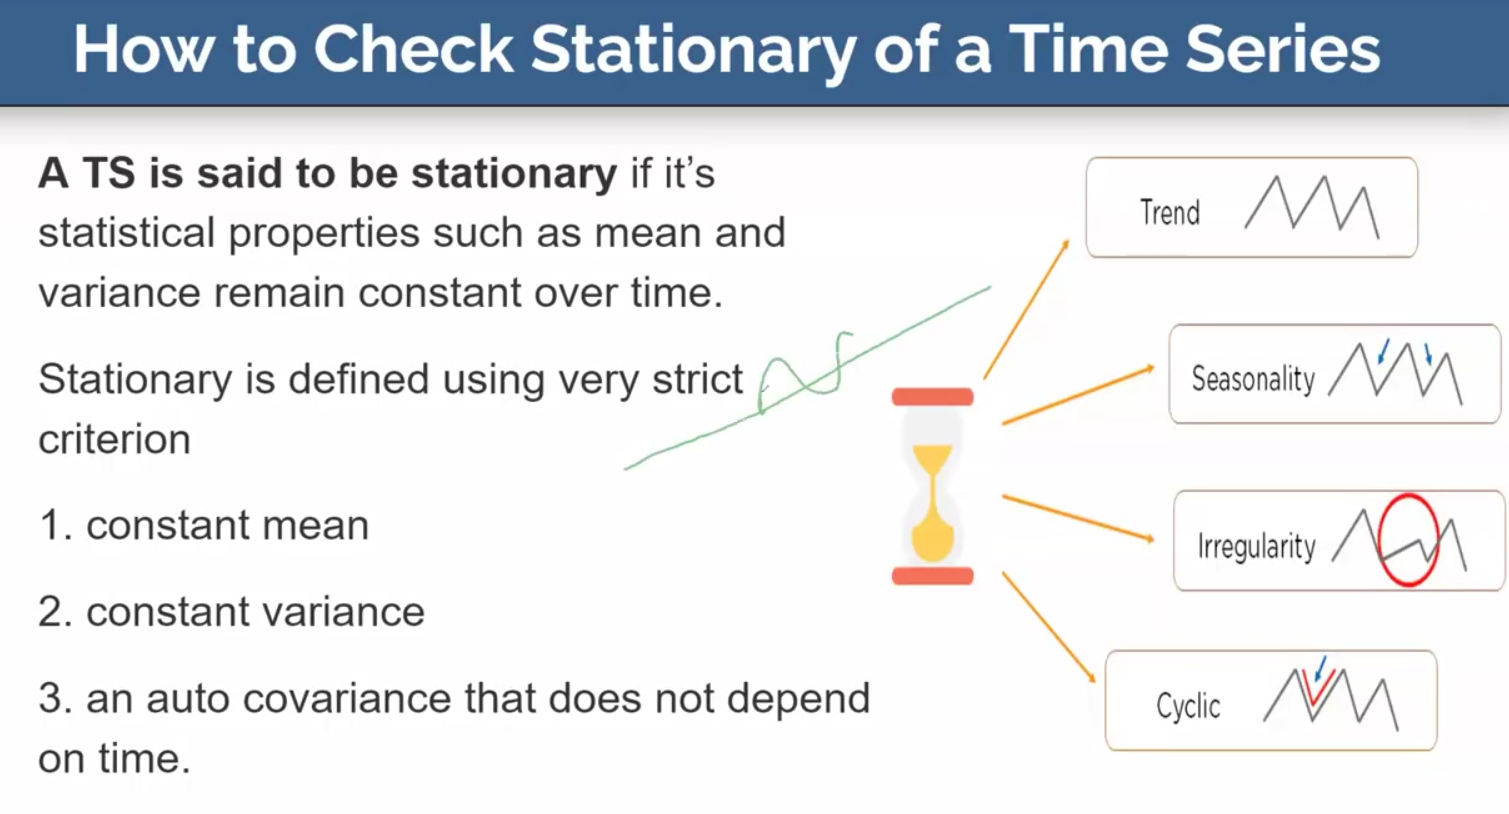 How to Check Stationary of a Time Series
A TS is said to be stationary if it's
statistical properties such as mean and
variance remain constant over time.
Stationary is defined using very strict
criterion
1. constant mean
2. constant variance
3. an auto covariance that does not depend
on time.
Trend
Seasonality
Irregularity
Cyclic